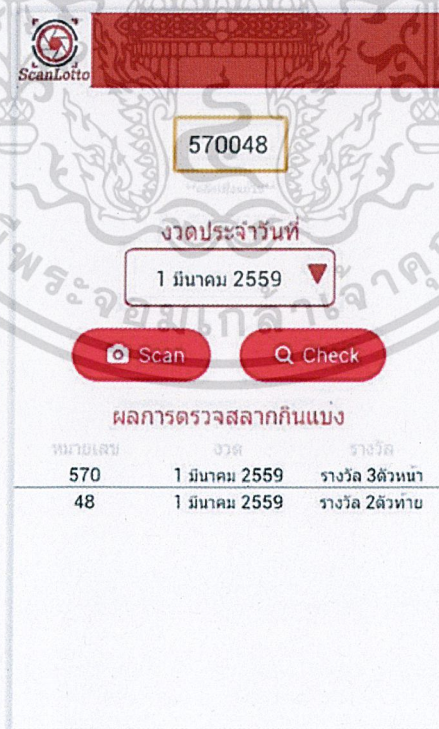 ScanLotto
570048
งวดประจำวันที่
1 มีนาคม 2559
Scan Check
ผลการตรวจสลากกินแบ่ง
หมายเลข งวด รางวัล
570 1 มีนาคม 2559 รางวัล 3ตัวหน้า
48 1 มีนาคม 2559 รางวัล 2ตัวท้าย